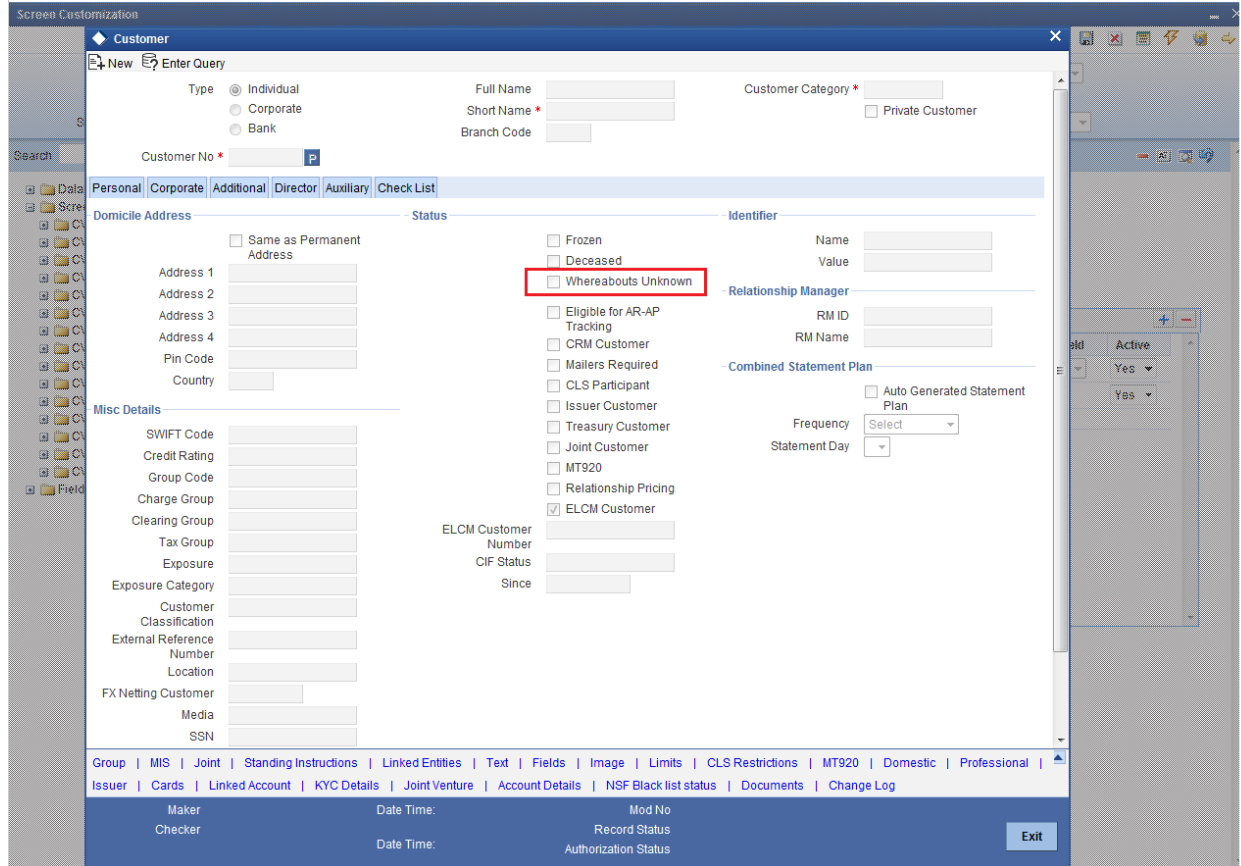 Screen Customization
Customer
New Enter Query
Type Individual Full Name Customer Category *
Corporate Short Name * Private Customer
Bank Branch Code
Customer No * P
Search
Personal Corporate Additional Director Auxiliary Check List
Domicile Address Status Identifier
Same as Permanent Address Frozen Name
Deceased Value
Address 1 Whereabouts Unknown
Address 2 Relationship Manager
Address 3 Eligible for AR-AP Tracking RM ID
Address 4 CRM Customer RM Name
Pin Code Mailers Required Combined Statement Plan
Country CLS Participant Auto Generated Statement Plan
Misc Details Issuer Customer
SWIFT Code Treasury Customer Frequency Select
Credit Rating Joint Customer Statement Day
Group Code MT920
Charge Group Relationship Pricing
Clearing Group ELCM Customer
Tax Group ELCM Customer Number
Exposure CIF Status
Exposure Category Since
Customer Classification
External Reference Number
Location
FX Netting Customer
Media
SSN
Active
Yes
Yes
Group | MIS | Joint | Standing Instructions | Linked Entities | Text | Fields | Image | Limits | CLS Restrictions | MT920 | Domestic | Professional |
Issuer | Cards | Linked Account | KYC Details | Joint Venture | Account Details | NSF Black list status | Documents | Change Log
Maker Date Time: Mod No
Checker Record Status
Date Time: Authorization Status
Exit